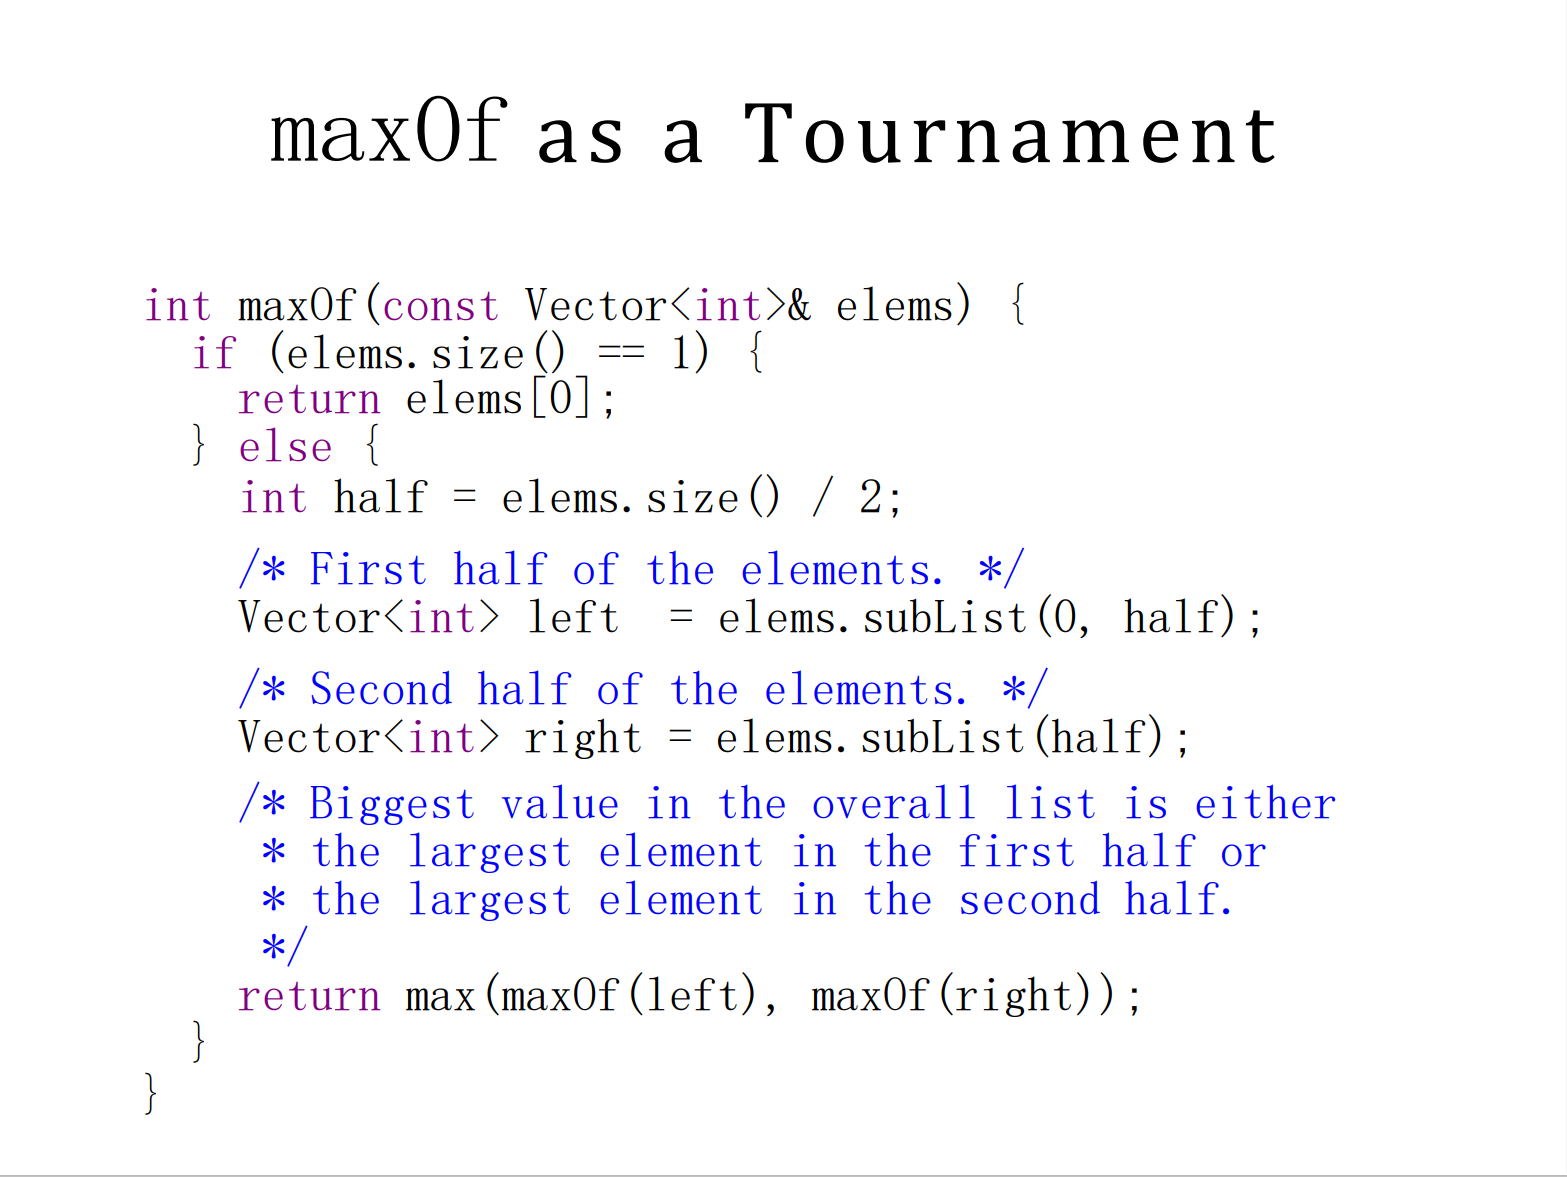 maxOf as a Tournament
int maxOf(const Vector<int>& elems) {
  if (elems.size() == 1) {
    return elems[0];
  } else {
    int half = elems.size() / 2;
    /* First half of the elements. */
    Vector<int> left  = elems.subList(0, half);
    /* Second half of the elements. */
    Vector<int> right = elems.subList(half);
    /* Biggest value in the overall list is either
     * the largest element in the first half or
     * the largest element in the second half.
     */
    return max(maxOf(left), maxOf(right));
  }
}